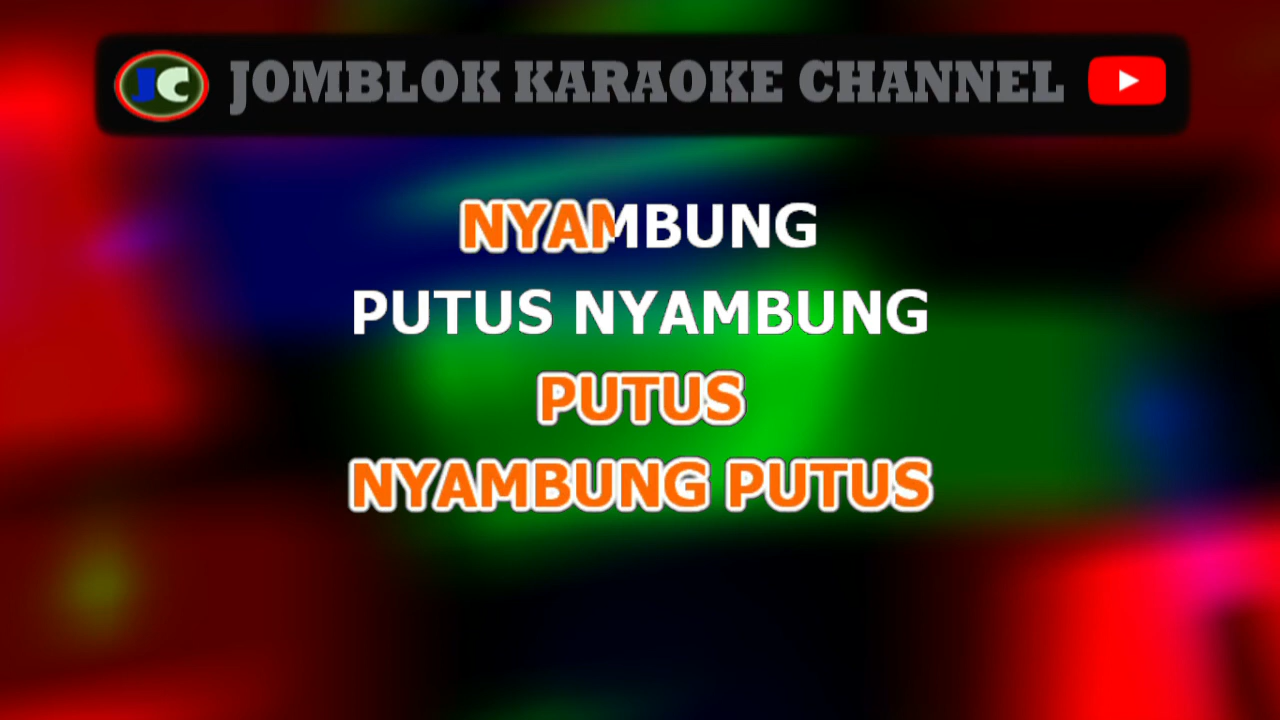 JC JOMBLOK KARAOKE CHANNEL
NYAMBUNG
PUTUS NYAMBUNG
PUTUS
NYAMBUNG PUTUS